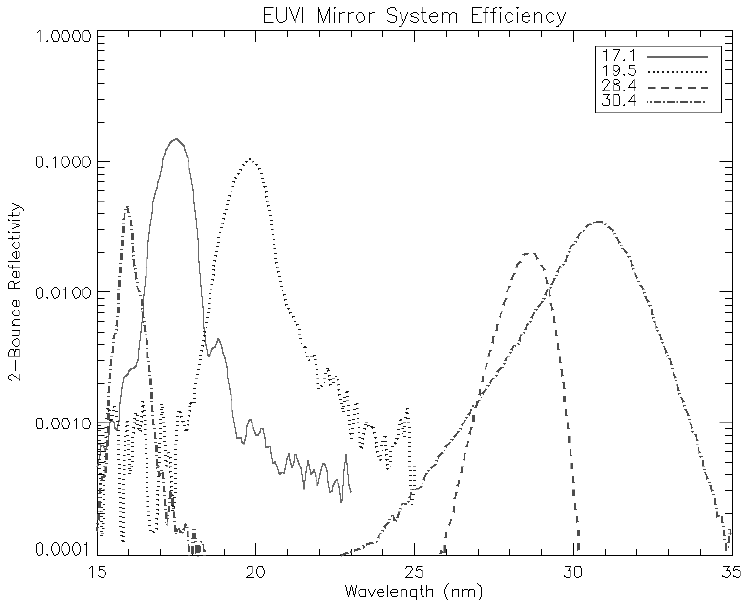 EUVI Mirror System Efficiency
1.0000
0.1000
0.0100
0.0010
0.0001
2-Bounce Reflectivity
17.1
19.5
28.4
30.4
15 20 25 30 35
Wavelength (nm)